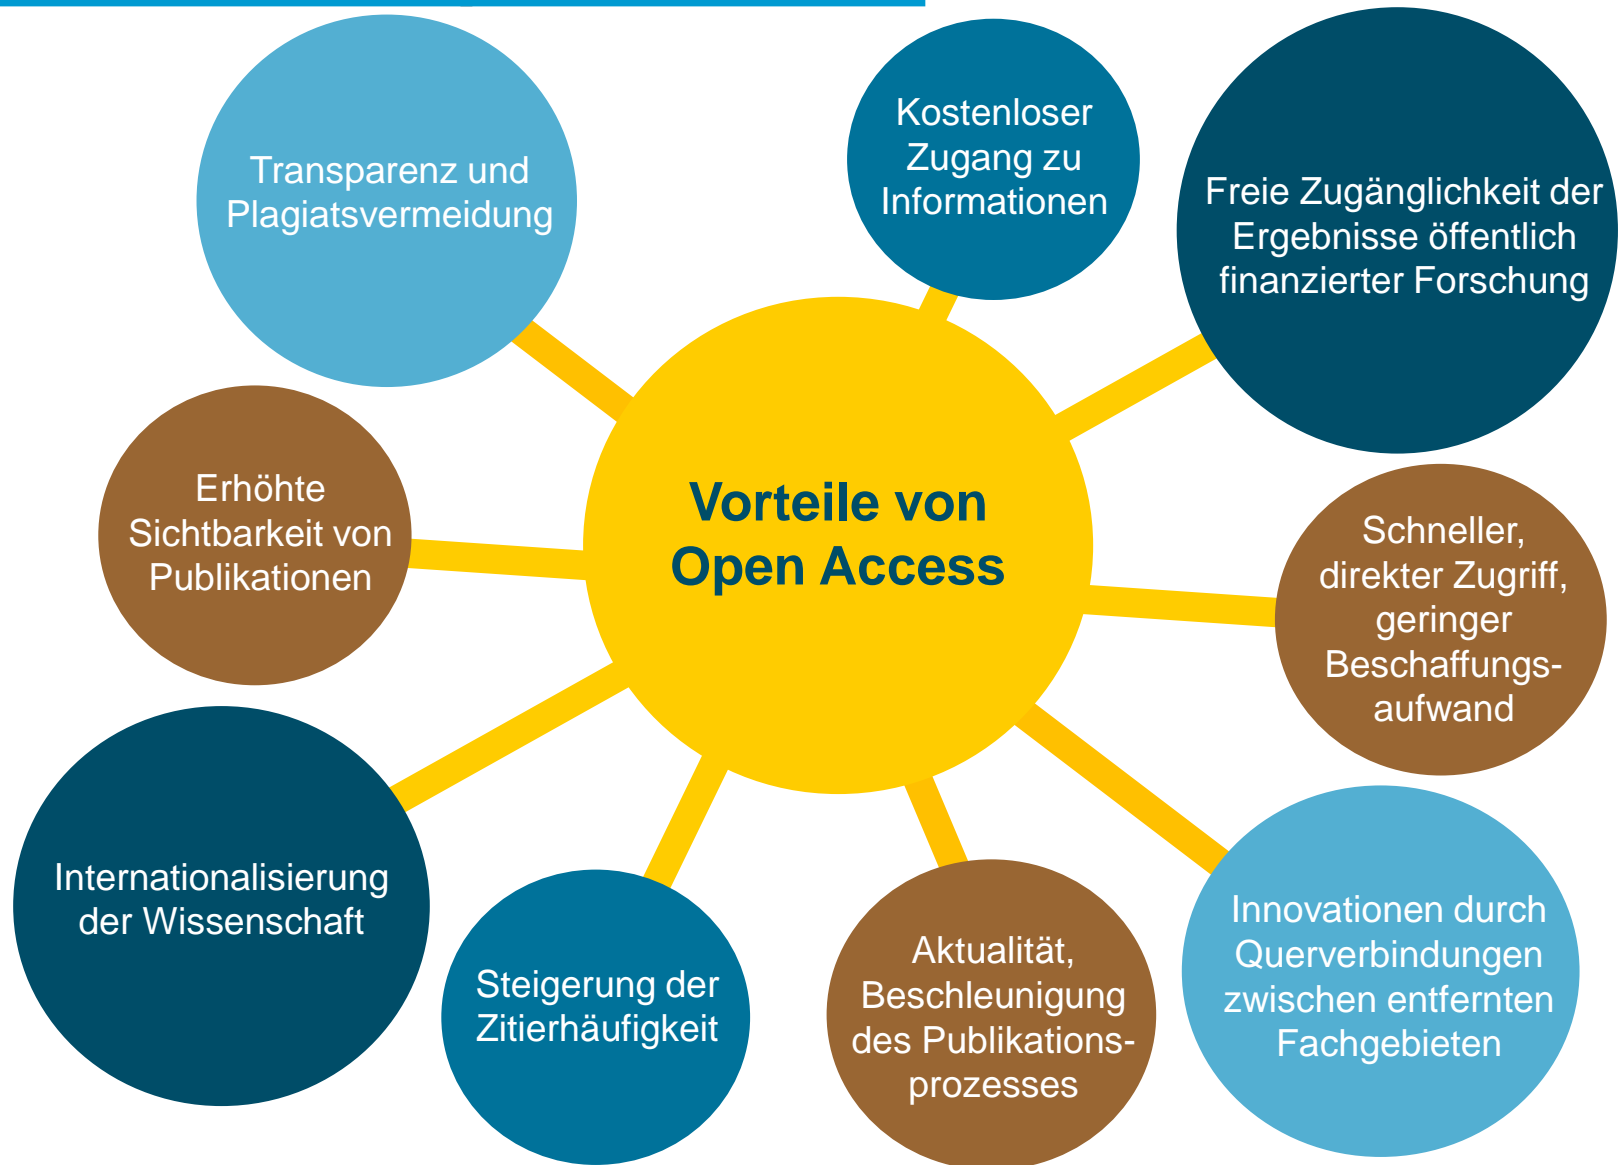 Transparenz und
Plagiatsvermeidung
Kostenloser
Zugang zu
Informationen
Freie Zugänglichkeit der
Ergebnisse öffentlich
finanzierter Forschung
Erhöhte
Sichtbarkeit von
Publikationen
Vorteile von
Open Access
Schneller,
direkter Zugriff,
geringer
Beschaffungs-
aufwand
Internationalisierung
der Wissenschaft
Steigerung der
Zitierhäufigkeit
Aktualität,
Beschleunigung
des Publikations-
prozesses
Innovationen durch
Querverbindungen
zwischen entfernten
Fachgebieten